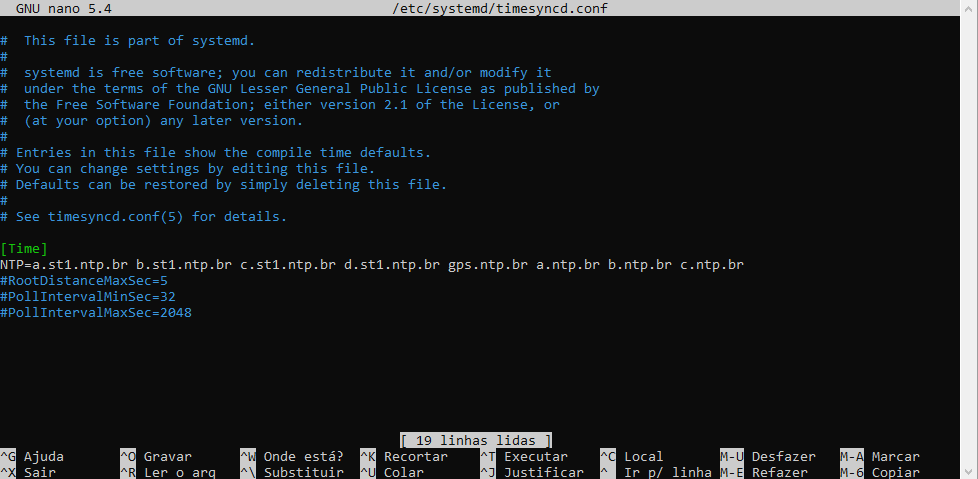 GNU nano 5.4 /etc/systemd/timesyncd.conf
#  This file is part of systemd.
#
#  systemd is free software; you can redistribute it and/or modify it
#  under the terms of the GNU Lesser General Public License as published by
#  the Free Software Foundation; either version 2.1 of the License, or
#  (at your option) any later version.
#
# Entries in this file show the compile time defaults.
# You can change settings by editing this file.
# Defaults can be restored by simply deleting this file.
#
# See timesyncd.conf(5) for details.
[Time]
NTP=a.st1.ntp.br b.st1.ntp.br c.st1.ntp.br d.st1.ntp.br gps.ntp.br a.ntp.br b.ntp.br c.ntp.br
#RootDistanceMaxSec=5
#PollIntervalMinSec=32
#PollIntervalMaxSec=2048
[ 19 linhas lidas ]
^G Ajuda ^O Gravar ^W Onde está? ^K Recortar ^T Executar ^C Local M-U Desfazer M-A Marcar
^X Sair ^R Ler o arq ^\ Substituir ^U Colar ^J Justificar ^_ Ir p/ linha M-E Refazer M-6 Copiar